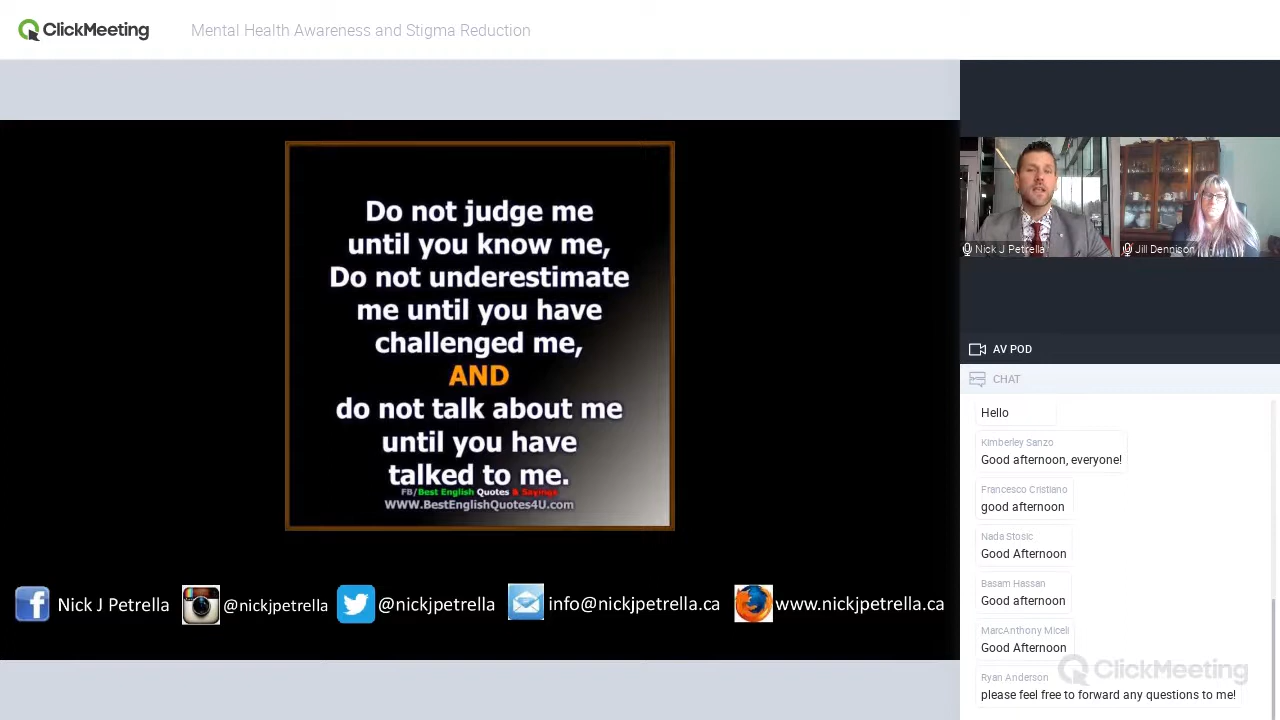 ClickMeeting
Mental Health Awareness and Stigma Reduction
Do not judge me
until you know me,
Do not underestimate
me until you have
challenged me,
AND
do not talk about me
until you have
talked to me.
FB/Best English Quotes & Sayings
WWW.BestEnglishQuotes4U.com
Nick J Petrella
@nickjpetrella
@nickjpetrella
info@nickjpetrella.ca
www.nickjpetrella.ca
Nick J Petrella
Jill Dennison
AV POD
CHAT
Hello
Kimberley Sanzo
Good afternoon, everyone!
Francesco Cristiano
good afternoon
Nada Stosic
Good Afternoon
Basam Hassan
Good afternoon
MarcAnthony Miceli
Good Afternoon
Ryan Anderson
please feel free to forward any questions to me!
ClickMeeting